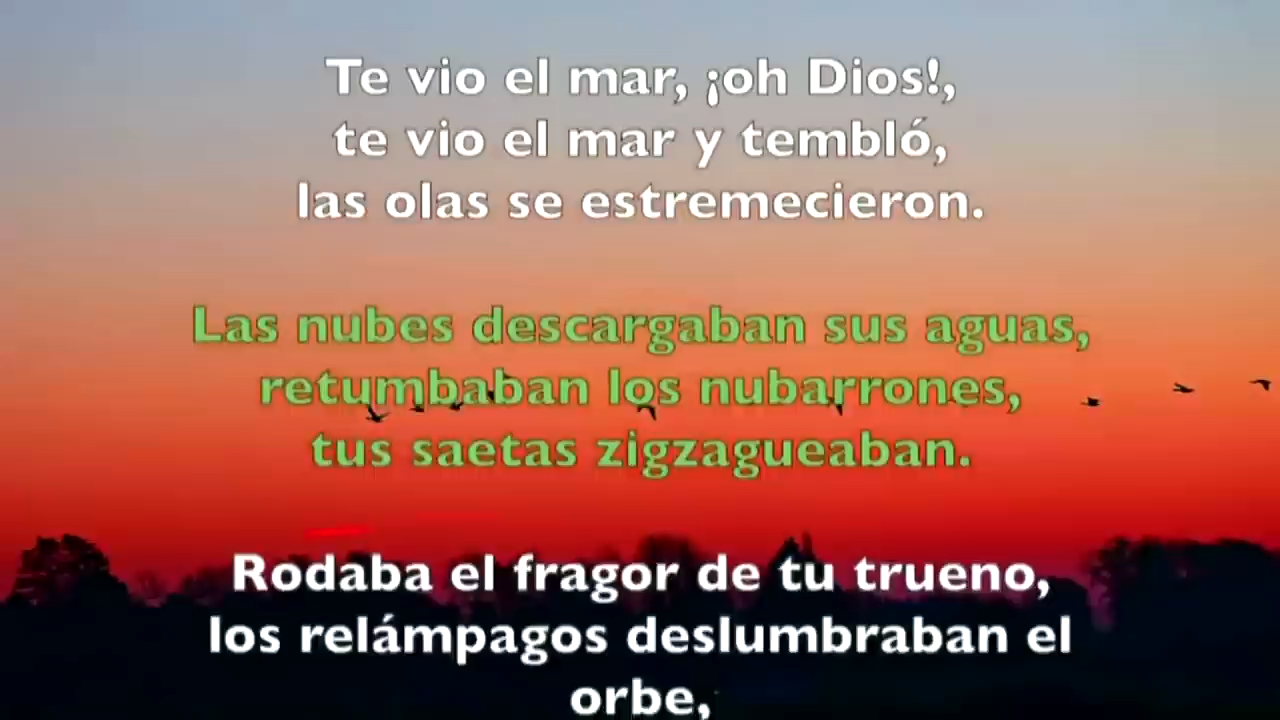 Te vio el mar, ¡oh Dios!,
te vio el mar y tembló,
las olas se estremecieron.
Las nubes descargaban sus aguas,
retumbaban los nubarrones,
tus saetas zigzagueaban.
Rodaba el fragor de tu trueno,
los relámpagos deslumbraban el
orbe,